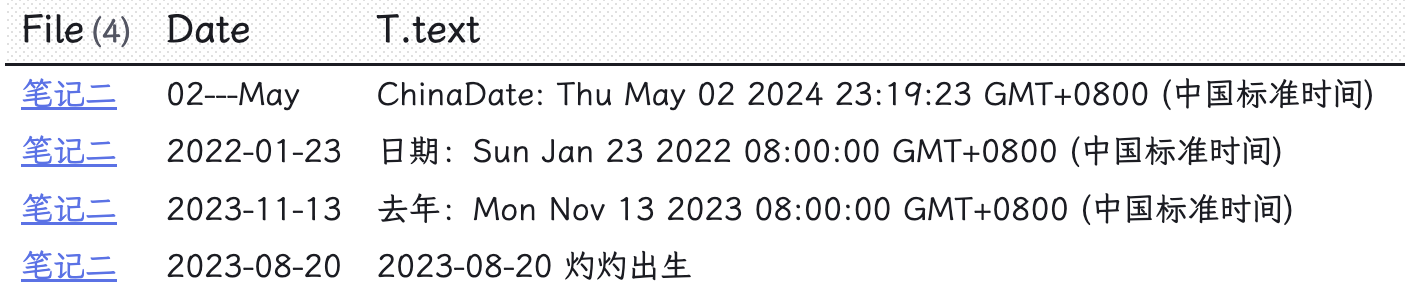 File (4) Date T.text
笔记二 02---May ChinaDate: Thu May 02 2024 23:19:23 GMT+0800 (中国标准时间)
笔记二 2022-01-23 日期: Sun Jan 23 2022 08:00:00 GMT+0800 (中国标准时间)
笔记二 2023-11-13 去年: Mon Nov 13 2023 08:00:00 GMT+0800 (中国标准时间)
笔记二 2023-08-20 2023-08-20 灼灼出生